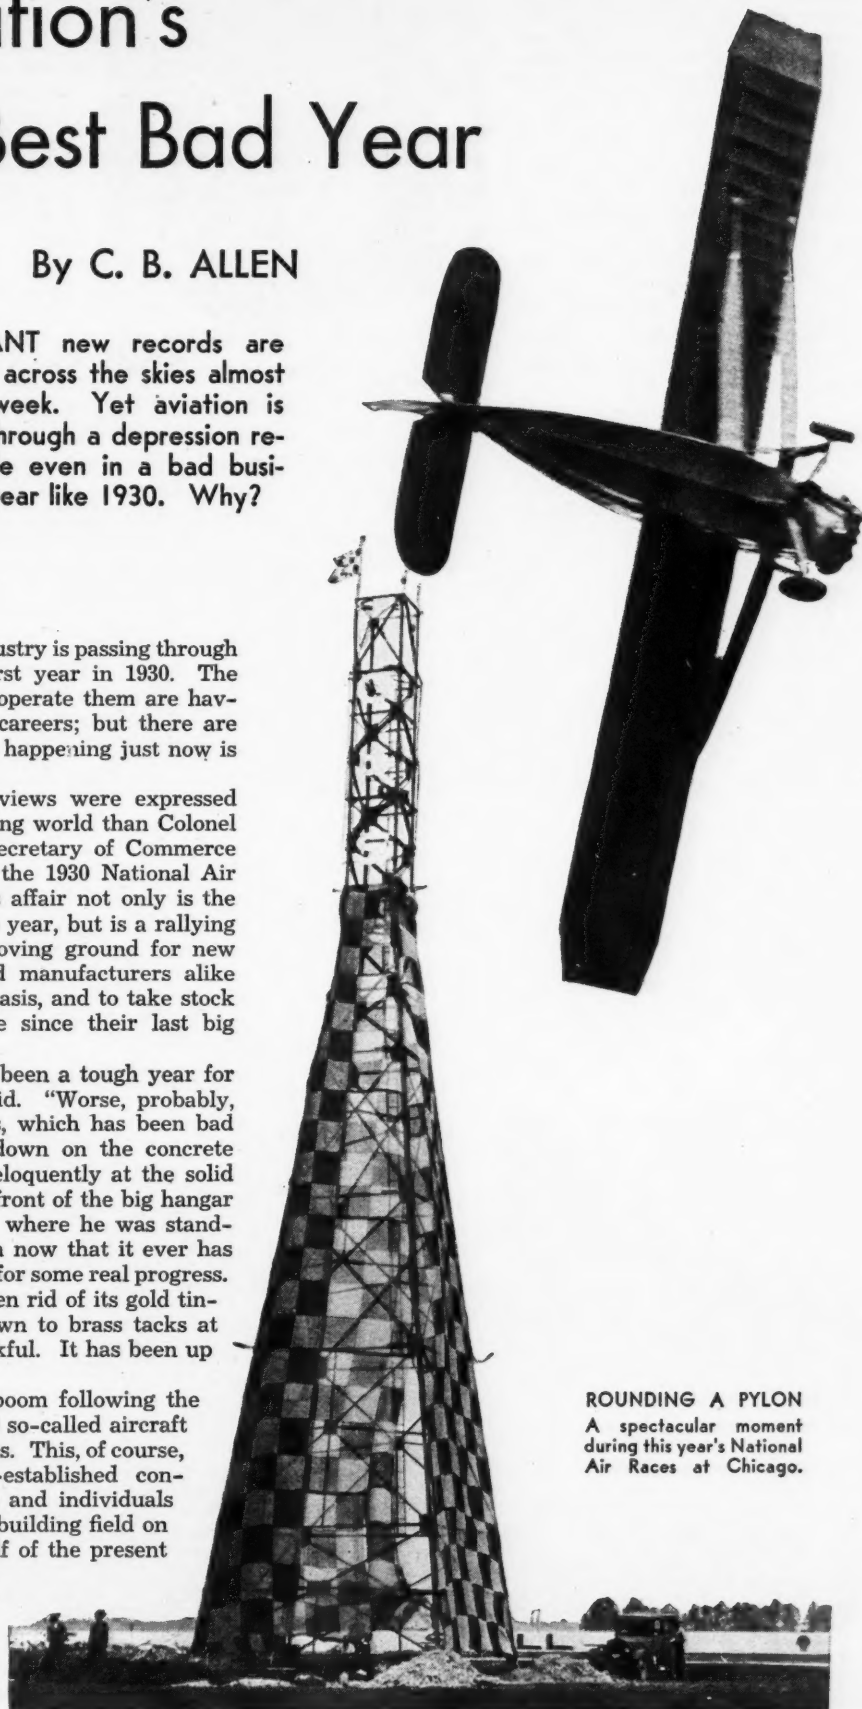 ation's
Best Bad Year
By C. B. ALLEN
ANT new records are
across the skies almost
week. Yet aviation is
hrough a depression re-
e even in a bad busi-
ear like 1930. Why?
ustry is passing through
rst year in 1930. The
operate them are hav-
careers; but there are
happening just now is
views were expressed
ng world than Colonel
ecretary of Commerce
the 1930 National Air
affair not only is the
year, but is a rallying
oving ground for new
d manufacturers alike
asis, and to take stock
e since their last big
been a tough year for
id. "Worse, probably,
s, which has been bad
down on the concrete
eloquently at the solid
front of the big hangar
where he was stand-
n now that it ever has
for some real progress.
en rid of its gold tin-
wn to brass tacks at
kful. It has been up
boom following the
so-called aircraft
s. This, of course,
-established con-
and individuals
building field on
f of the present
ROUNDING A PYLON
A spectacular moment
during this year's National
Air Races at Chicago.